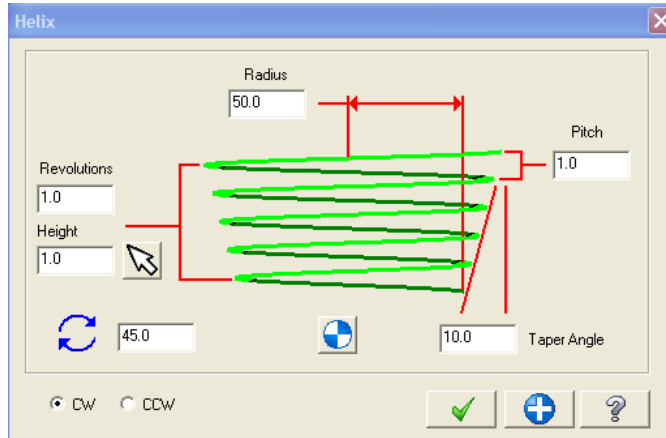 Helix
Radius
50.0
Pitch
1.0
Revolutions
1.0
Height
1.0
45.0
10.0 Taper Angle
CW CCW